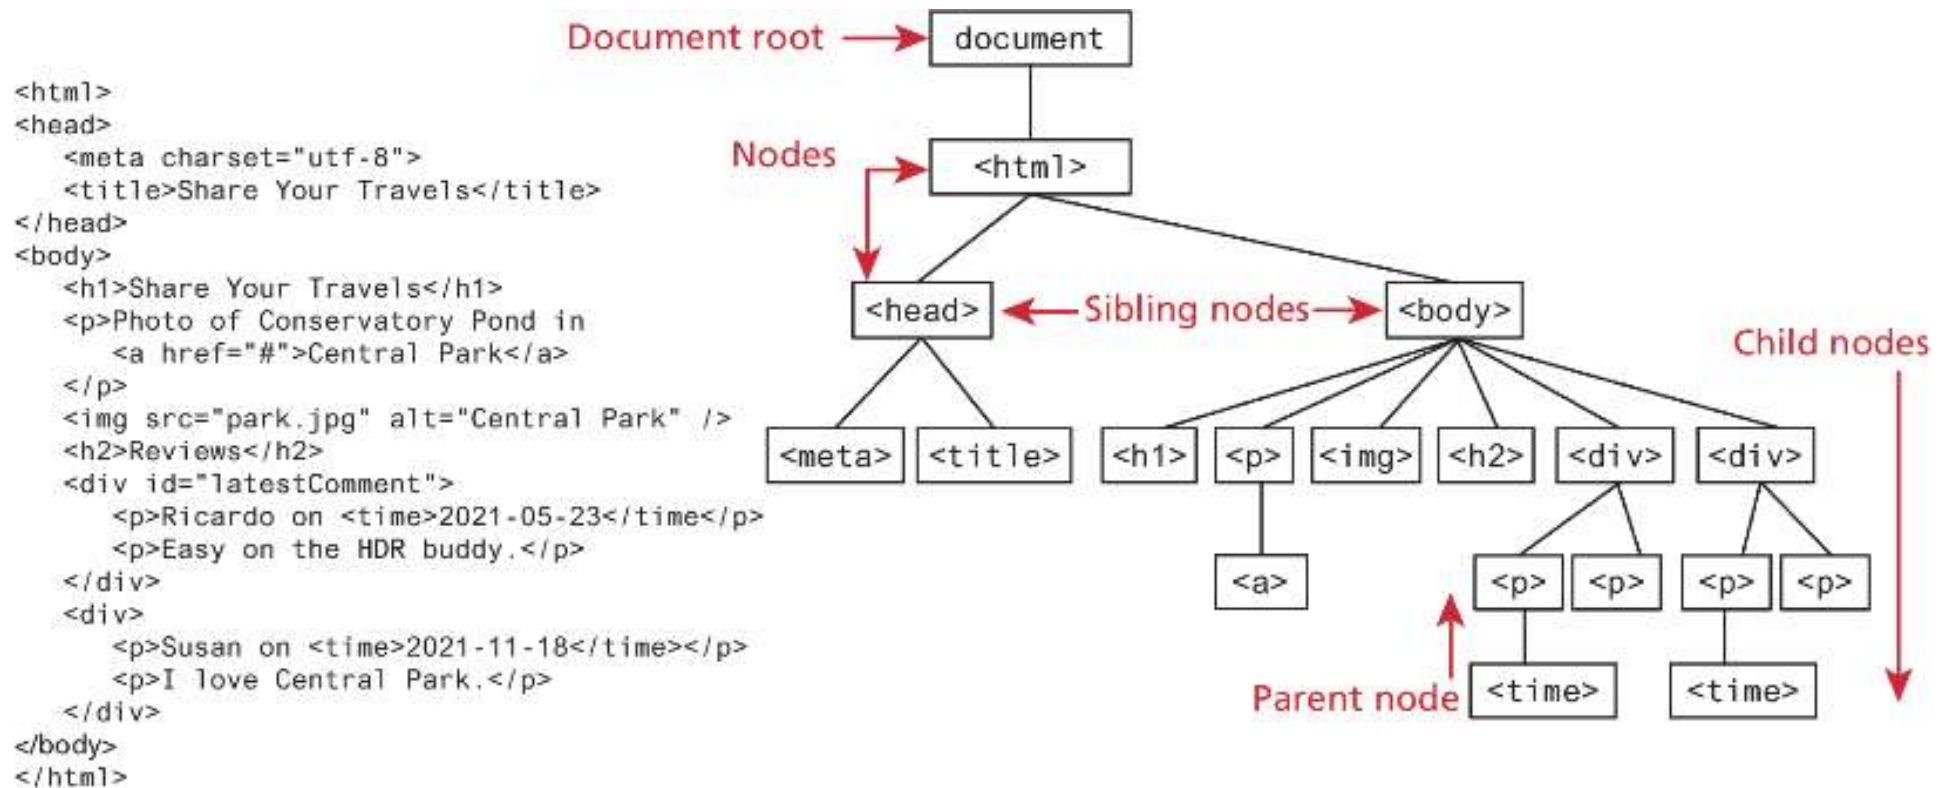 <html>
<head>
<meta charset="utf-8">
<title>Share Your Travels</title>
</head>
<body>
<h1>Share Your Travels</h1>
<p>Photo of Conservatory Pond in
<a href="#">Central Park</a>
</p>
<img src="park.jpg" alt="Central Park" />
<h2>Reviews</h2>
<div id="latestComment">
<p>Ricardo on <time>2021-05-23</time</p>
<p>Easy on the HDR buddy.</p>
</div>
<div>
<p>Susan on <time>2021-11-18</time></p>
<p>I love Central Park.</p>
</div>
</body>
</html>
Document root
document
Nodes
<html>
<head>
Sibling nodes
<body>
Child nodes
<meta>
<title>
<h1>
<p>
<img>
<h2>
<div>
<div>
<a>
<p>
<p>
<p>
<p>
Parent node
<time>
<time>